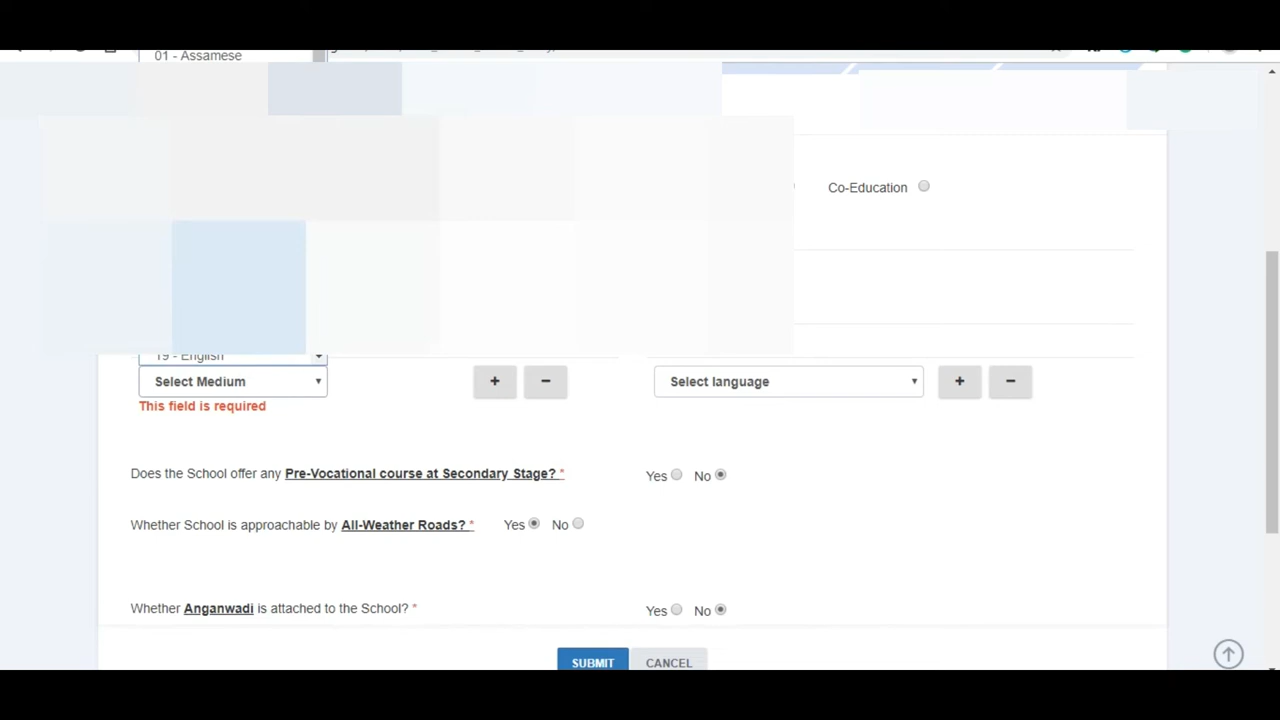 01 - Assamese
Co-Education
19 - English
Select Medium + - Select language + -
This field is required
Does the School offer any Pre-Vocational course at Secondary Stage? * Yes No
Whether School is approachable by All-Weather Roads? * Yes No
Whether Anganwadi is attached to the School? * Yes No
SUBMIT CANCEL